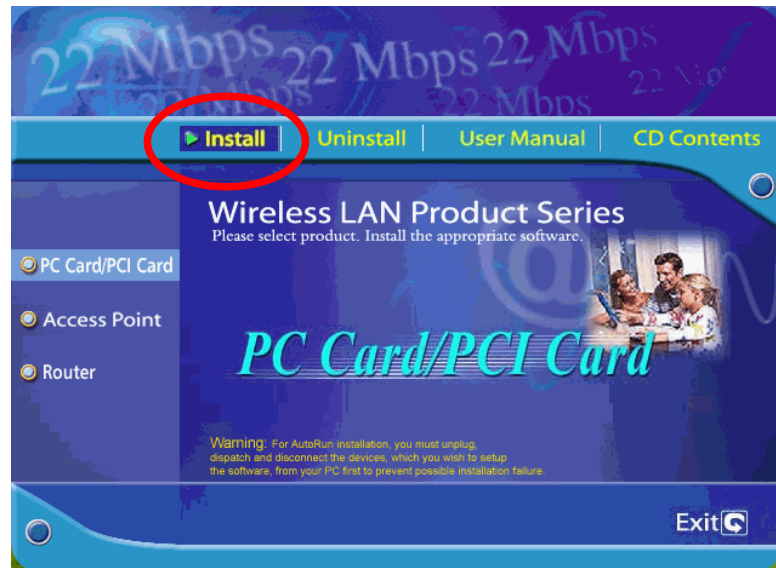 22 Mbps 22 Mbps 22 Mbps
22 Mbps 22 Mbps
Install Uninstall User Manual CD Contents
Wireless LAN Product Series
Please select product. Install the appropriate software.
PC Card/PCI Card
Access Point
Router
PC Card/PCI Card
Warning: For AutoRun installation, you must unplug,
dispatch and disconnect the devices, which you wish to setup
the software, from your PC first to prevent possible installation failure.
Exit